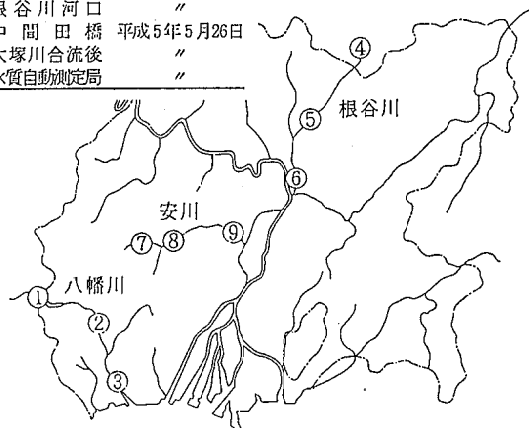 根谷川河口 〃
中間田橋 平成5年5月26日
大塚川合流後 〃
水質自動測定局 〃
④
⑤ 根谷川
⑥
安川
⑦ ⑧ ⑨
① 八幡川
②
③